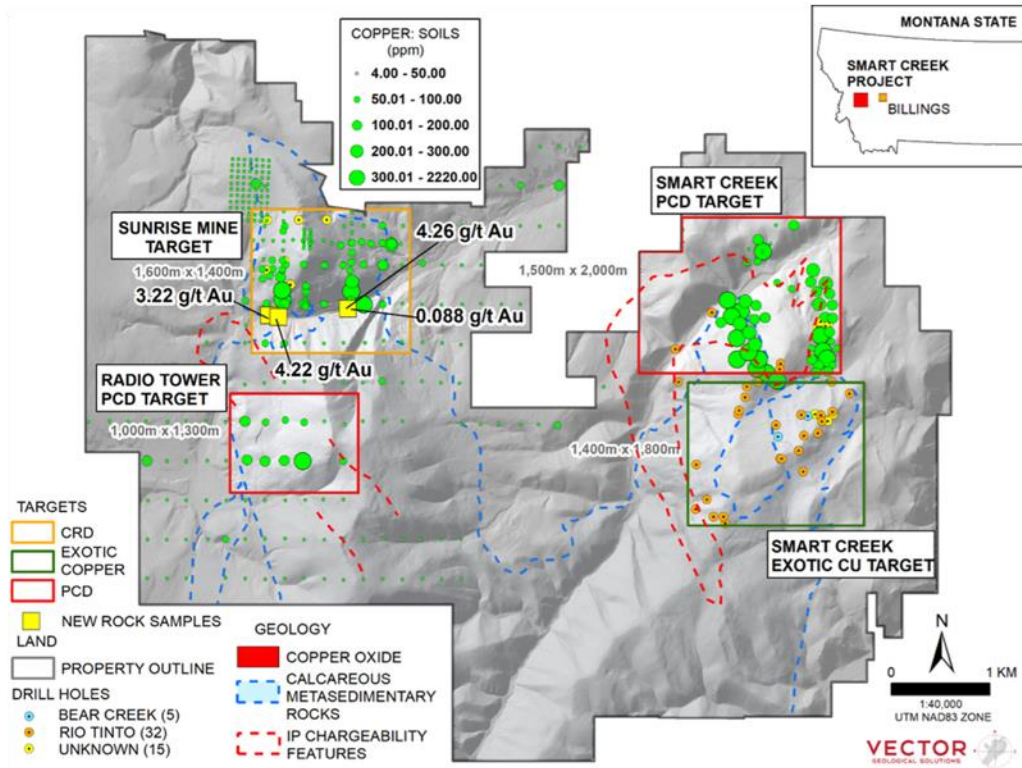 COPPER: SOILS
(ppm)
4.00 - 50.00
50.01 - 100.00
100.01 - 200.00
200.01 - 300.00
300.01 - 2220.00
MONTANA STATE
SMART CREEK
PROJECT
BILLINGS
SUNRISE MINE
TARGET
1,600m x 1,400m
3.22 g/t Au
4.22 g/t Au
4.26 g/t Au
0.088 g/t Au
SMART CREEK
PCD TARGET
1,500m x 2,000m
RADIO TOWER
PCD TARGET
1,000m x 1,300m
1,400m x 1,800m
SMART CREEK
EXOTIC CU TARGET
TARGETS
CRD
EXOTIC
COPPER
PCD
NEW ROCK SAMPLES
LAND
PROPERTY OUTLINE
DRILL HOLES
BEAR CREEK (5)
RIO TINTO (32)
UNKNOWN (15)
GEOLOGY
COPPER OXIDE
CALCAREOUS
METASEDIMENTARY
ROCKS
IP CHARGEABILITY
FEATURES
N
0 1 KM
1:40,000
UTM NAD83 ZONE
VECTOR
GEOLOGICAL SOLUTIONS